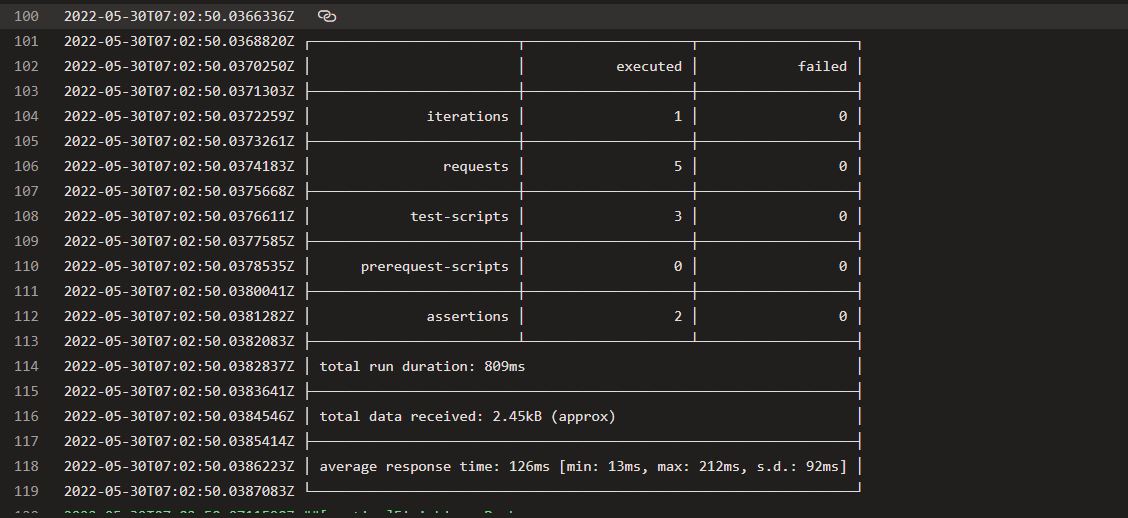 100 2022-05-30T07:02:50.0366336Z
101 2022-05-30T07:02:50.0368820Z
102 2022-05-30T07:02:50.0370250Z executed failed
103 2022-05-30T07:02:50.0371303Z
104 2022-05-30T07:02:50.0372259Z iterations 1 0
105 2022-05-30T07:02:50.0373261Z
106 2022-05-30T07:02:50.0374183Z requests 5 0
107 2022-05-30T07:02:50.0375668Z
108 2022-05-30T07:02:50.0376611Z test-scripts 3 0
109 2022-05-30T07:02:50.0377585Z
110 2022-05-30T07:02:50.0378535Z prerequest-scripts 0 0
111 2022-05-30T07:02:50.0380041Z
112 2022-05-30T07:02:50.0381282Z assertions 2 0
113 2022-05-30T07:02:50.0382083Z
114 2022-05-30T07:02:50.0382837Z total run duration: 809ms
115 2022-05-30T07:02:50.0383641Z
116 2022-05-30T07:02:50.0384546Z total data received: 2.45kB (approx)
117 2022-05-30T07:02:50.0385414Z
118 2022-05-30T07:02:50.0386223Z average response time: 126ms [min: 13ms, max: 212ms, s.d.: 92ms]
119 2022-05-30T07:02:50.0387083Z